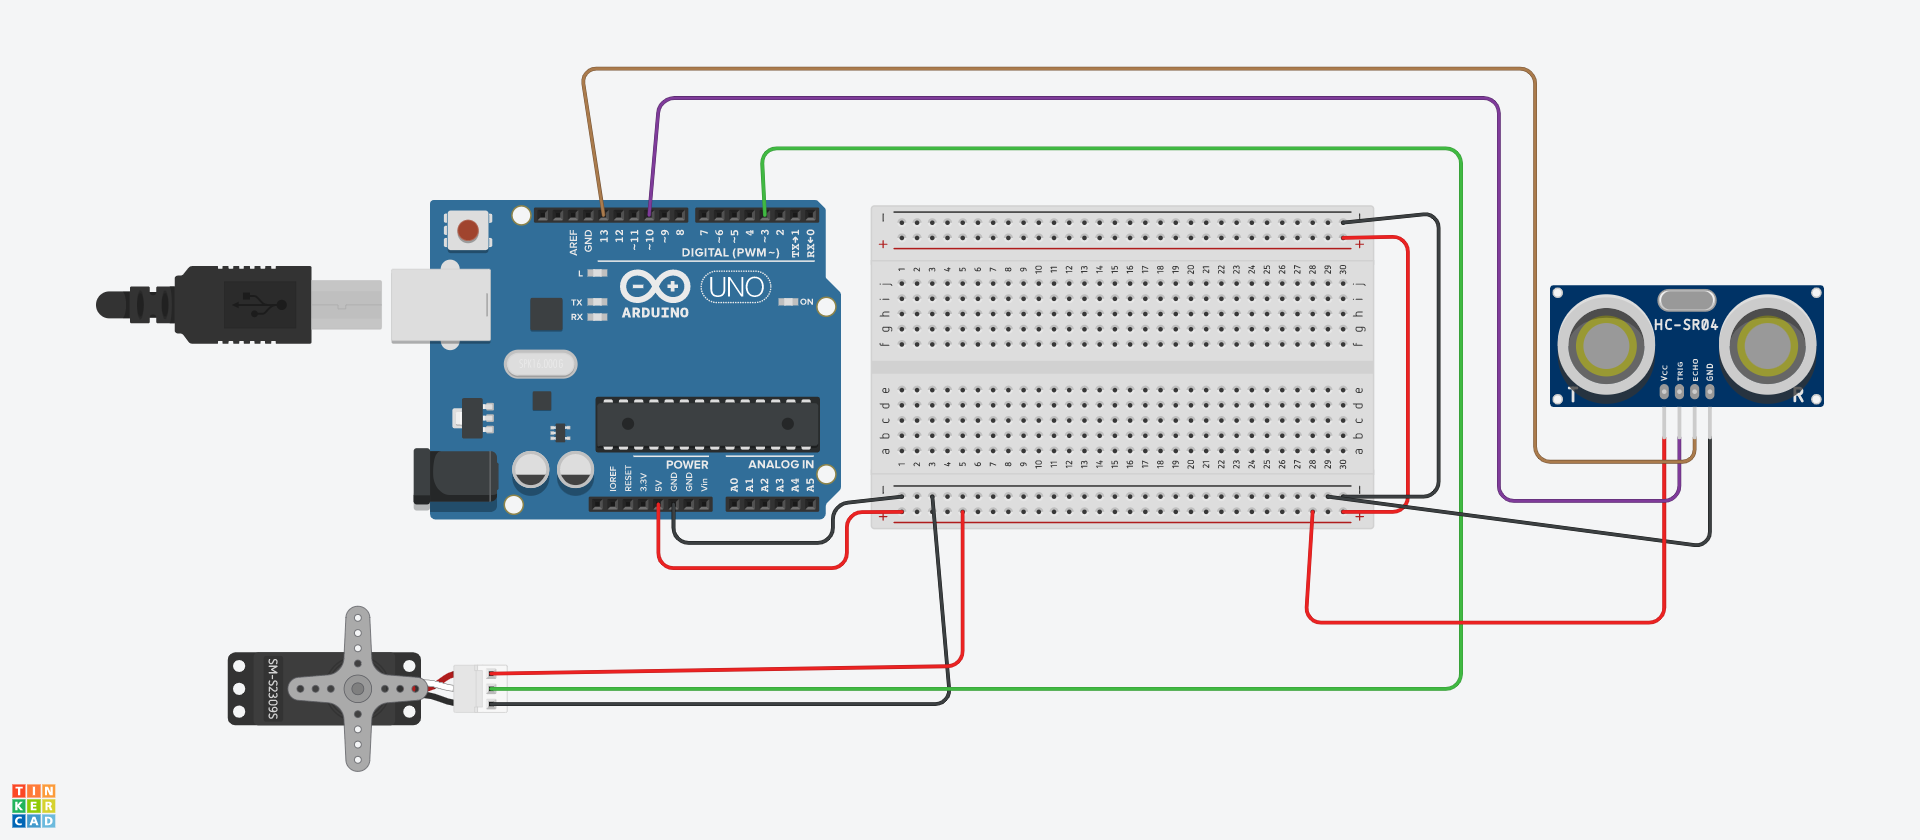 AREF
GND
13
12
~11
~10
~9
8
7
~6
~5
4
~3
2
TX→1
RX←0
DIGITAL (PWM~)
L
TX
RX
ARDUINO
UNO
ON
SPK16.000G
IOREF
RESET
3.3V
5V
GND
GND
Vin
POWER
ANALOG IN
A0
A1
A2
A3
A4
A5
− −
+ +
1 2 3 4 5 6 7 8 9 10 11 12 13 14 15 16 17 18 19 20 21 22 23 24 25 26 27 28 29 30
j j
i i
h h
g g
f f
e e
d d
c c
b b
a a
1 2 3 4 5 6 7 8 9 10 11 12 13 14 15 16 17 18 19 20 21 22 23 24 25 26 27 28 29 30
− −
+ +
HC-SR04
VCC
TRIG
ECHO
GND
T
R
SM-S2309S
TIN
KER
CAD